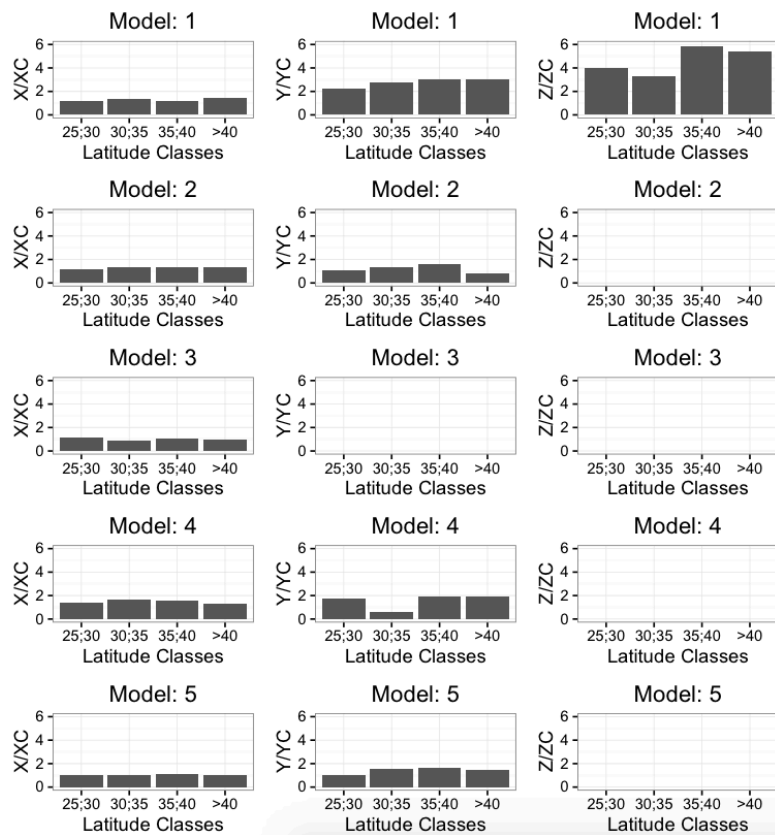 Model: 1 Model: 1 Model: 1
X/XC 6 4 2 0 Y/YC 6 4 2 0 Z/ZC 6 4 2 0
25;30 30;35 35;40 >40 25;30 30;35 35;40 >40 25;30 30;35 35;40 >40
Latitude Classes Latitude Classes Latitude Classes
Model: 2 Model: 2 Model: 2
X/XC 6 4 2 0 Y/YC 6 4 2 0 Z/ZC 6 4 2 0
25;30 30;35 35;40 >40 25;30 30;35 35;40 >40 25;30 30;35 35;40 >40
Latitude Classes Latitude Classes Latitude Classes
Model: 3 Model: 3 Model: 3
X/XC 6 4 2 0 Y/YC 6 4 2 0 Z/ZC 6 4 2 0
25;30 30;35 35;40 >40 25;30 30;35 35;40 >40 25;30 30;35 35;40 >40
Latitude Classes Latitude Classes Latitude Classes
Model: 4 Model: 4 Model: 4
X/XC 6 4 2 0 Y/YC 6 4 2 0 Z/ZC 6 4 2 0
25;30 30;35 35;40 >40 25;30 30;35 35;40 >40 25;30 30;35 35;40 >40
Latitude Classes Latitude Classes Latitude Classes
Model: 5 Model: 5 Model: 5
X/XC 6 4 2 0 Y/YC 6 4 2 0 Z/ZC 6 4 2 0
25;30 30;35 35;40 >40 25;30 30;35 35;40 >40 25;30 30;35 35;40 >40
Latitude Classes Latitude Classes Latitude Classes